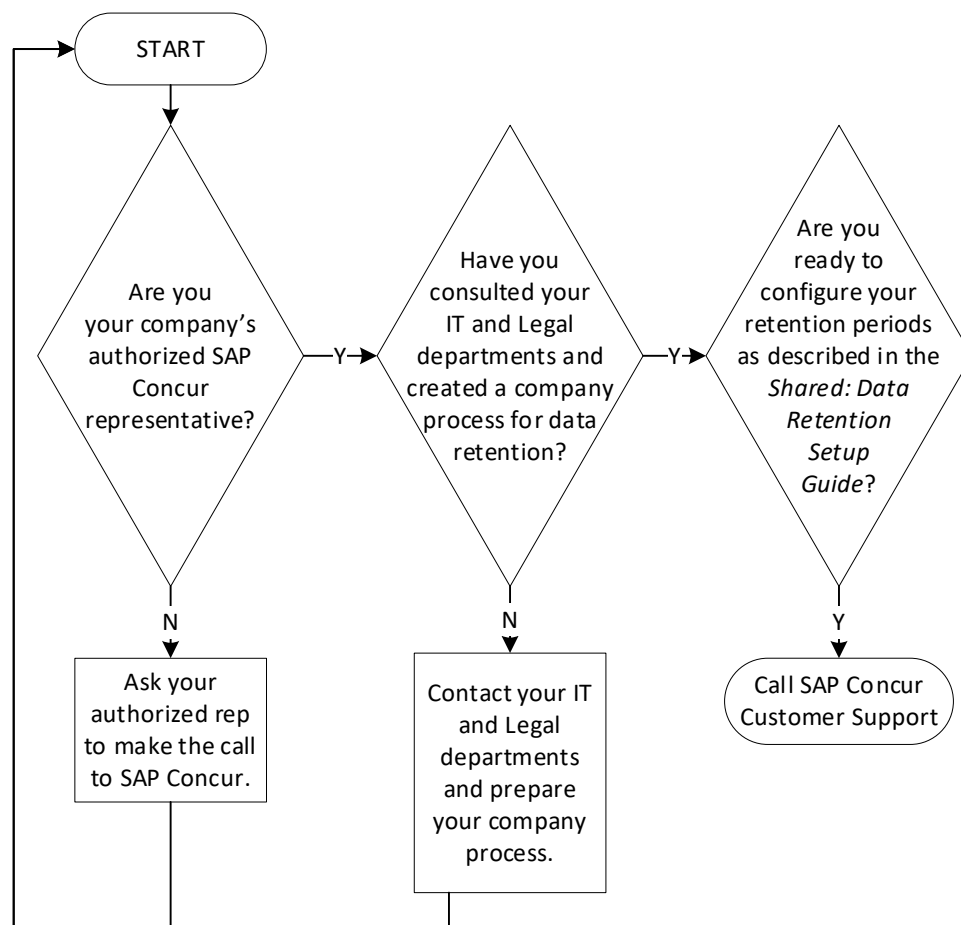 START
Are you
your company’s
authorized SAP
Concur
representative?
Y
Have you
consulted your
IT and Legal
departments and
created a company
process for data
retention?
Y
Are you
ready to
configure your
retention periods
as described in the
Shared: Data
Retention
Setup
Guide?
N
Ask your
authorized rep
to make the call
to SAP Concur.
N
Contact your IT
and Legal
departments
and prepare
your company
process.
Y
Call SAP Concur
Customer Support